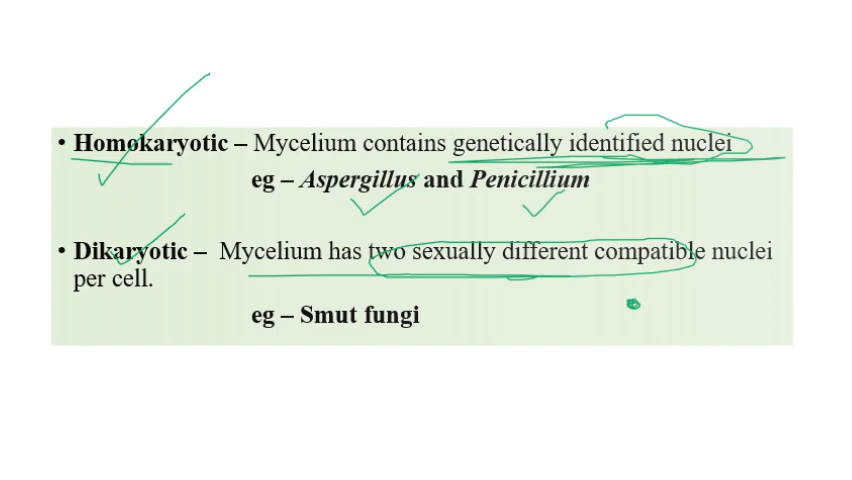 • Homokaryotic – Mycelium contains genetically identified nuclei
eg – Aspergillus and Penicillium
• Dikaryotic – Mycelium has two sexually different compatible nuclei
per cell.
eg – Smut fungi